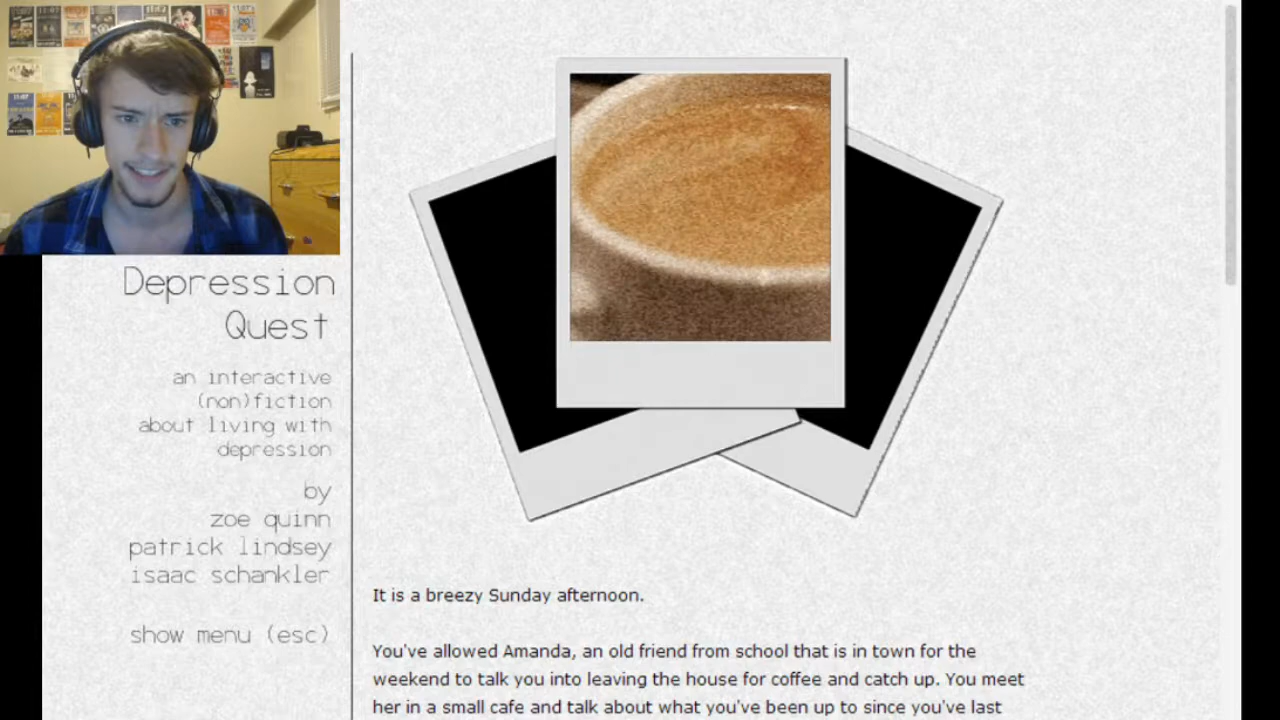 Depression
Quest
an interactive
(non)fiction
about living with
depression
by
zoe quinn
patrick lindsey
isaac schankler
show menu (esc)
It is a breezy Sunday afternoon.
You've allowed Amanda, an old friend from school that is in town for the
weekend to talk you into leaving the house for coffee and catch up. You meet
her in a small cafe and talk about what you've been up to since you've last